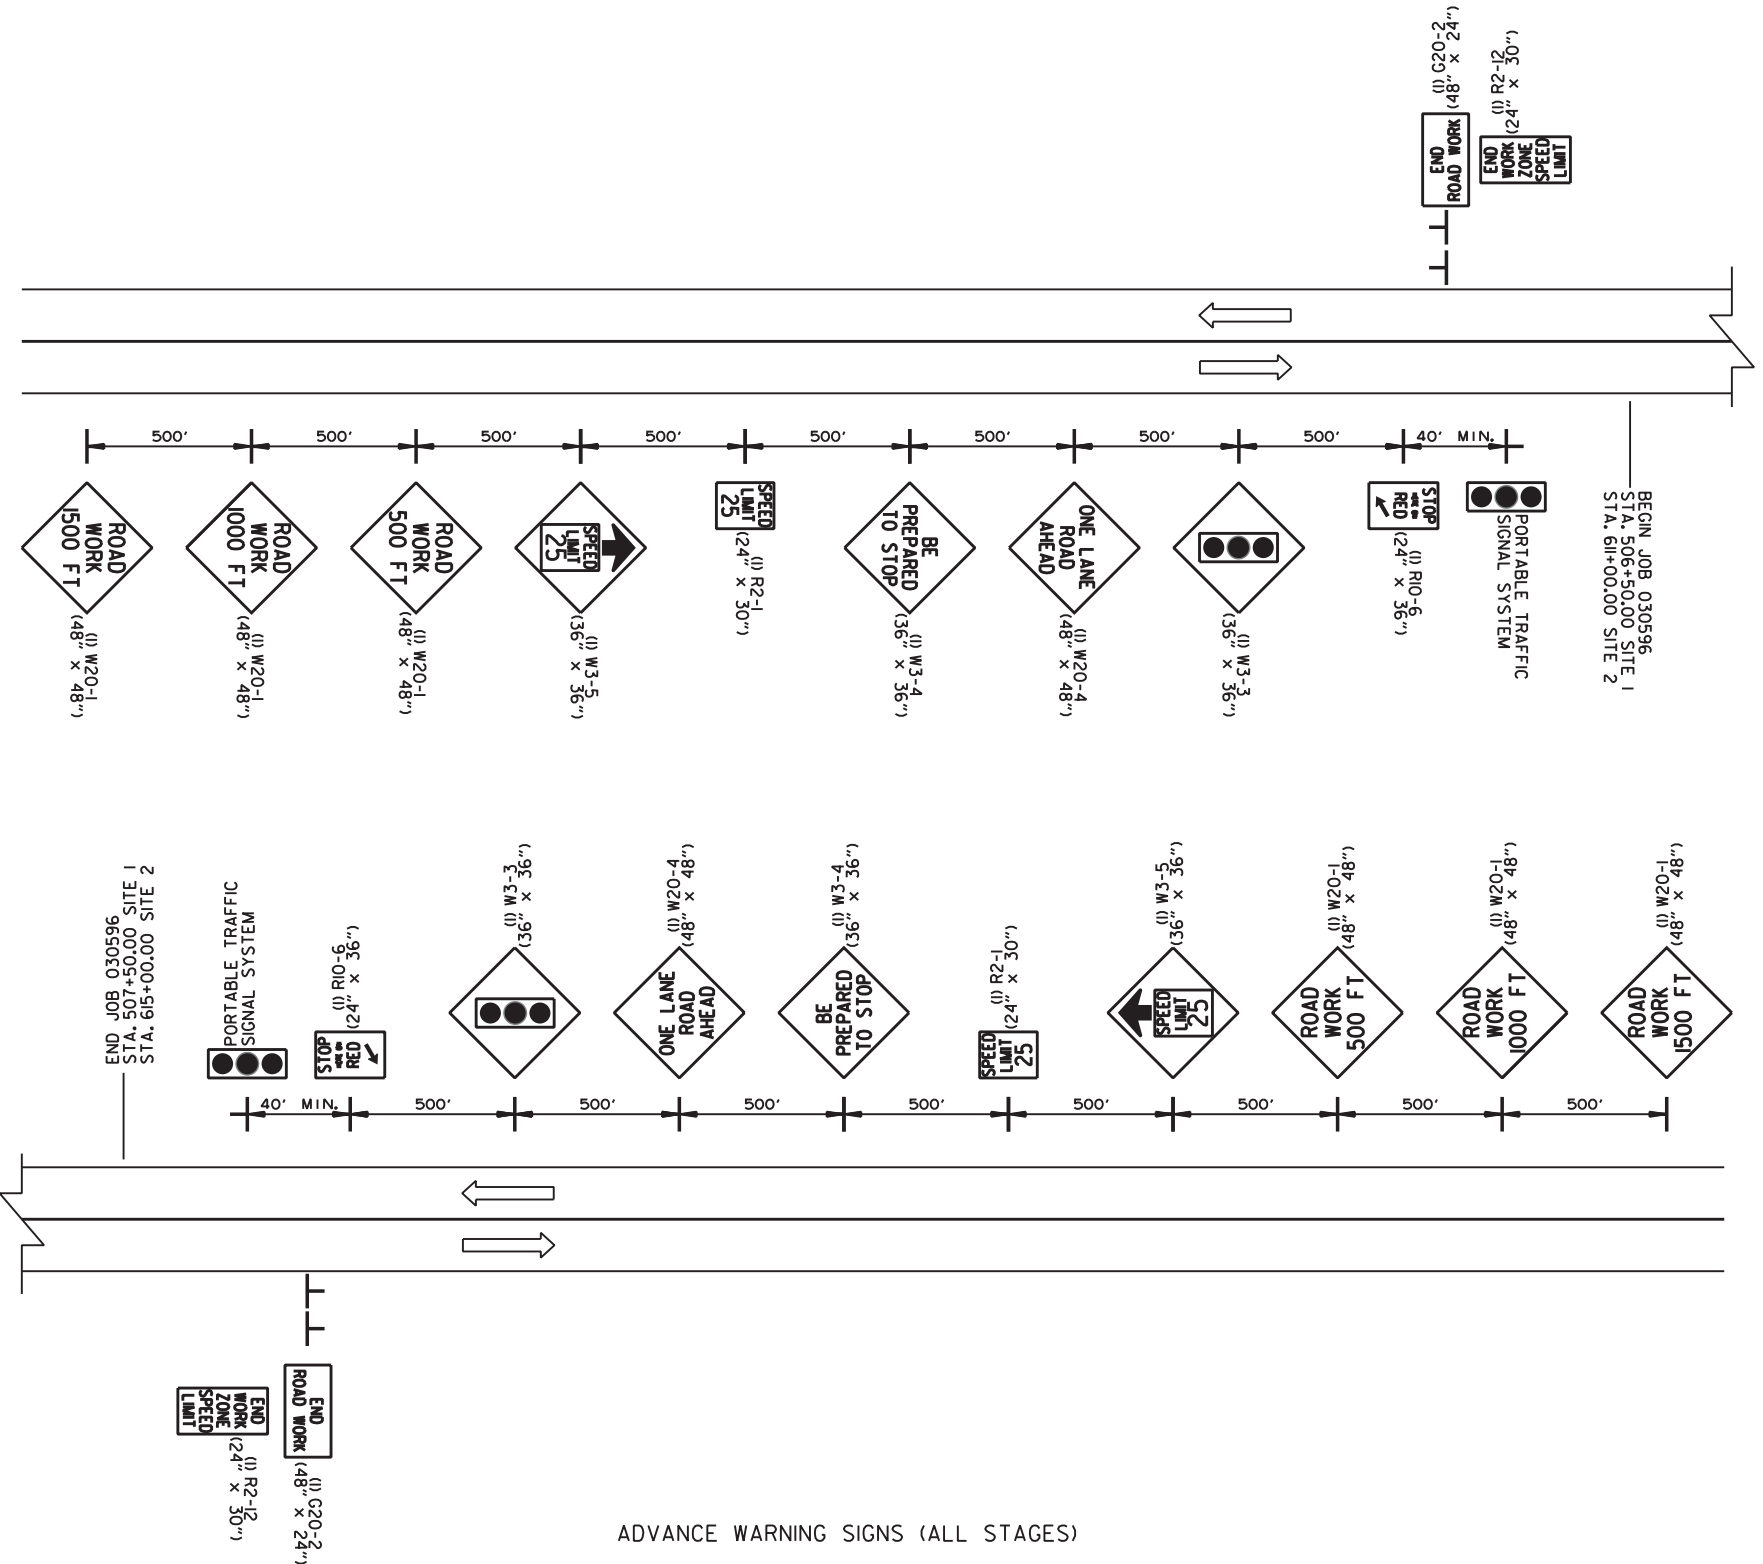 (1) G20-2
(48" × 24")
(1) R2-12
(24" × 30")
END
ROAD WORK
END
WORK
ZONE
SPEED
LIMIT
500'
500'
500'
500'
500'
500'
500'
500'
40' MIN.
ROAD
WORK
1500 FT
(1) W20-1
(48" × 48")
ROAD
WORK
1000 FT
(1) W20-1
(48" × 48")
ROAD
WORK
500 FT
(1) W20-1
(48" × 48")
SPEED
LIMIT
25
(1) W3-5
(36" × 36")
SPEED
LIMIT
25
(1) R2-1
(24" × 30")
BE
PREPARED
TO STOP
(1) W3-4
(36" × 36")
ONE LANE
ROAD
AHEAD
(1) W20-4
(48" × 48")
(1) W3-3
(36" × 36")
STOP
RED
(1) R10-6
(24" × 36")
PORTABLE TRAFFIC
SIGNAL SYSTEM
BEGIN JOB 030596
STA. 506+50.00 SITE 1
STA. 611+00.00 SITE 2
END JOB 030596
STA. 507+50.00 SITE 1
STA. 615+00.00 SITE 2
PORTABLE TRAFFIC
SIGNAL SYSTEM
(1) R10-6
(24" × 36")
STOP
RED
(1) W3-3
(36" × 36")
(1) W20-4
(48" × 48")
ONE LANE
ROAD
AHEAD
(1) W3-4
(36" × 36")
BE
PREPARED
TO STOP
(1) R2-1
(24" × 30")
SPEED
LIMIT
25
(1) W3-5
(36" × 36")
SPEED
LIMIT
25
(1) W20-1
(48" × 48")
ROAD
WORK
500 FT
(1) W20-1
(48" × 48")
ROAD
WORK
1000 FT
(1) W20-1
(48" × 48")
ROAD
WORK
1500 FT
40' MIN.
500'
500'
500'
500'
500'
500'
500'
500'
END
WORK
ZONE
SPEED
LIMIT
(1) R2-12
(24" × 30")
END
ROAD WORK
(1) G20-2
(48" × 24")
ADVANCE WARNING SIGNS (ALL STAGES)